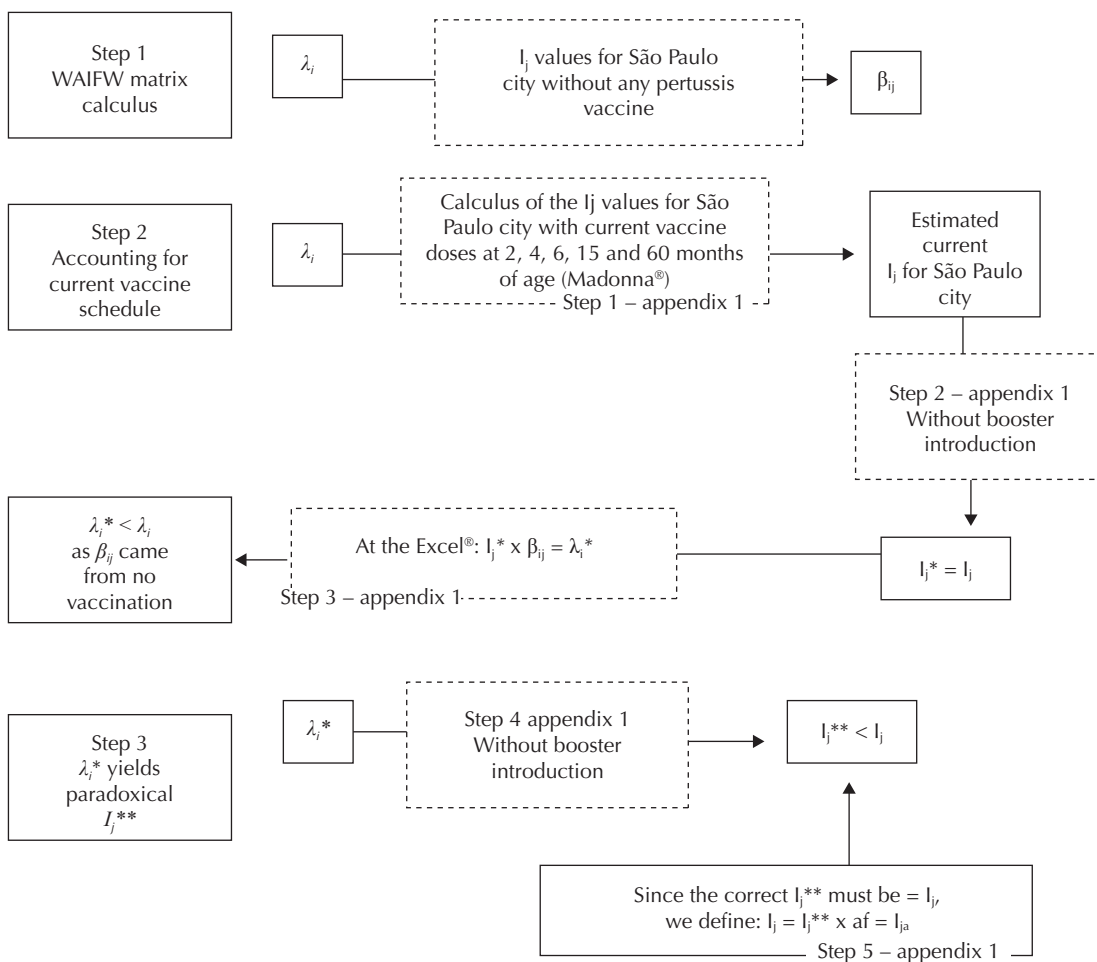 Step 1
WAIFW matrix
calculus
λi
Ij values for São Paulo
city without any pertussis
vaccine
βij
Step 2
Accounting for
current vaccine
schedule
λi
Calculus of the Ij values for São
Paulo city with current vaccine
doses at 2, 4, 6, 15 and 60 months
of age (Madonna®)
Step 1 – appendix 1
Estimated
current
Ij for São Paulo
city
Step 2 – appendix 1
Without booster
introduction
λi* < λi
as βij came
from no
vaccination
At the Excel®: Ij* x βij = λi*
Step 3 – appendix 1
Ij* = Ij
Step 3
λi* yields
paradoxical
Ij**
λi*
Step 4 appendix 1
Without booster
introduction
Ij** < Ij
Since the correct Ij** must be = Ij,
we define: Ij = Ij** x af = Ija
Step 5 – appendix 1